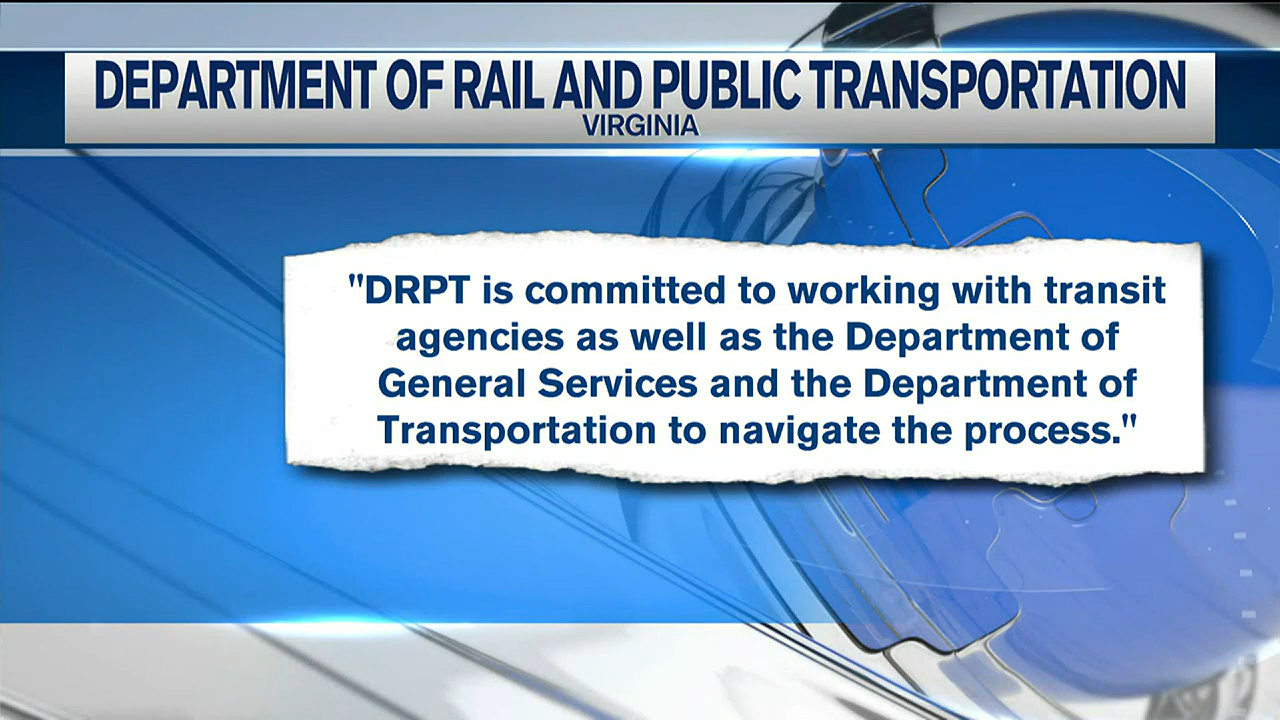 DEPARTMENT OF RAIL AND PUBLIC TRANSPORTATION
VIRGINIA
"DRPT is committed to working with transit
agencies as well as the Department of
General Services and the Department of
Transportation to navigate the process."